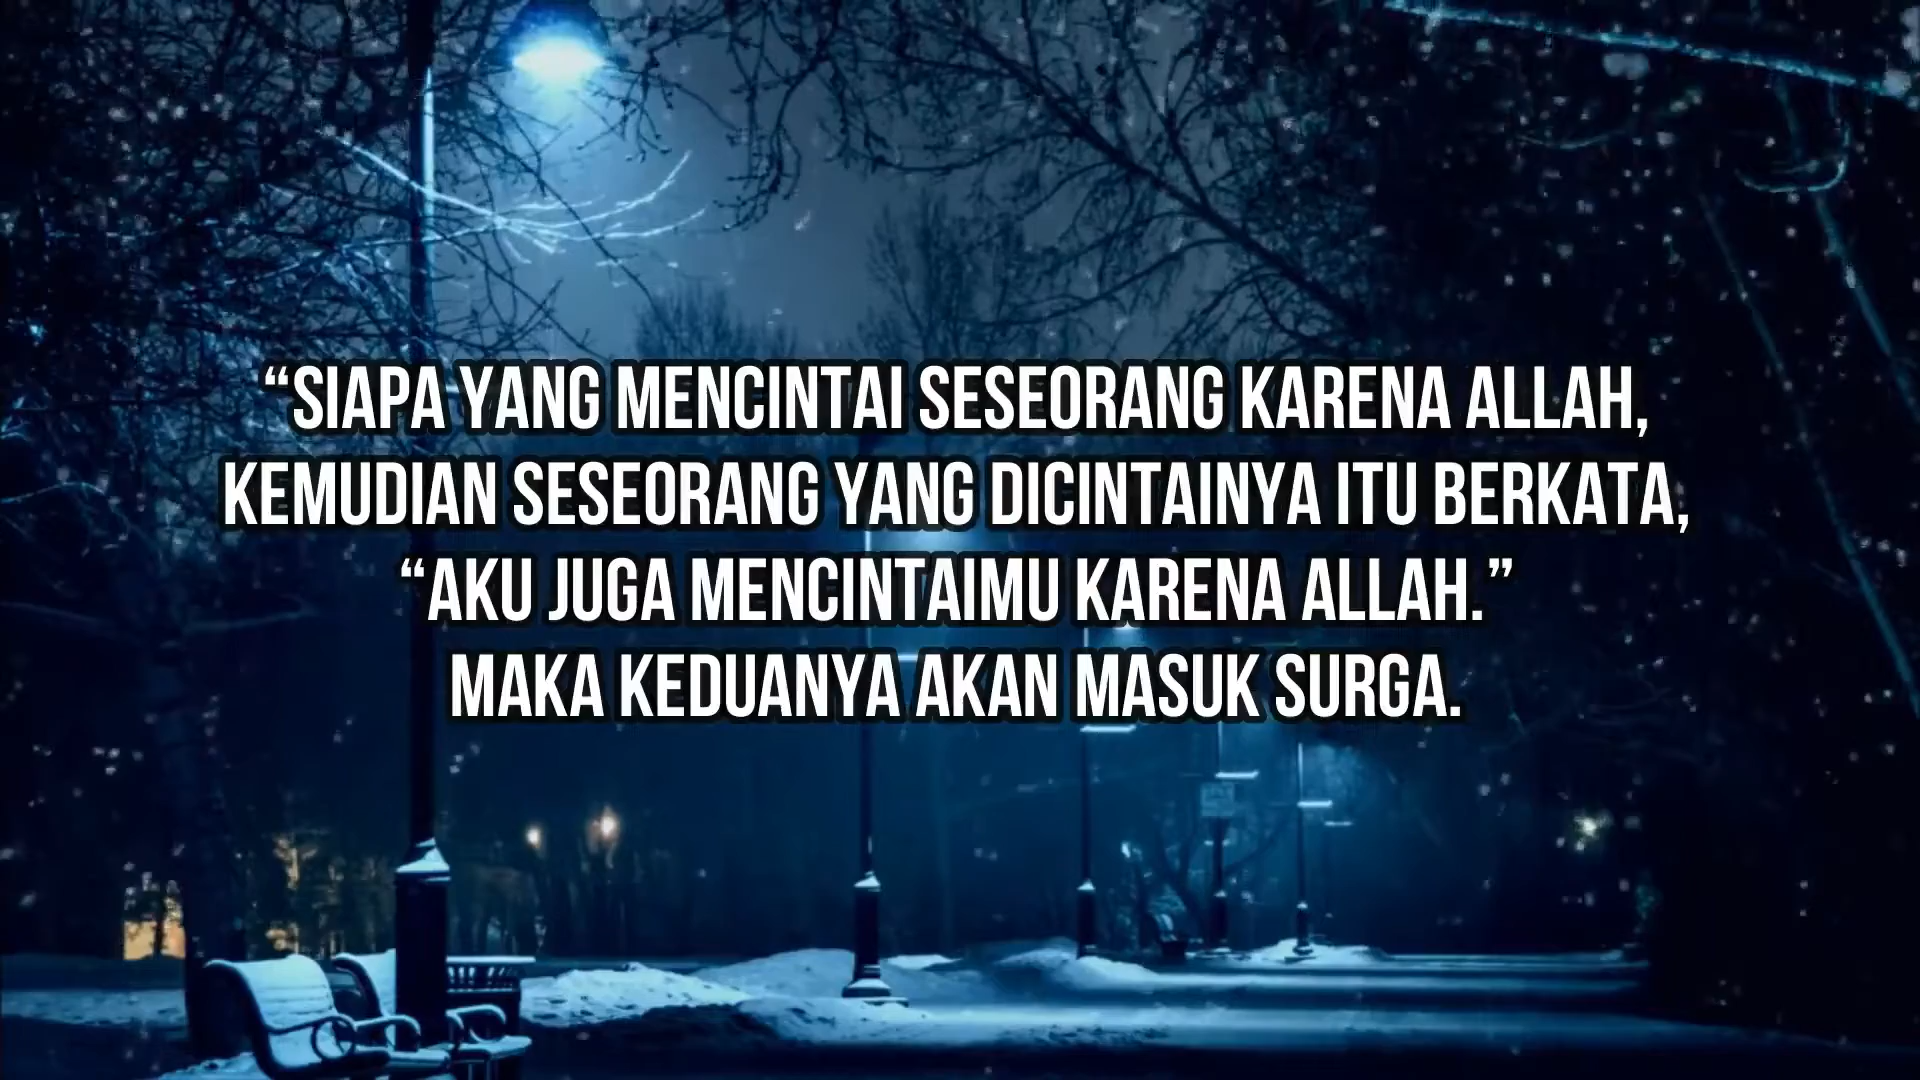 “SIAPA YANG MENCINTAI SESEORANG KARENA ALLAH,
KEMUDIAN SESEORANG YANG DICINTAINYA ITU BERKATA,
“AKU JUGA MENCINTAIMU KARENA ALLAH.”
MAKA KEDUANYA AKAN MASUK SURGA.